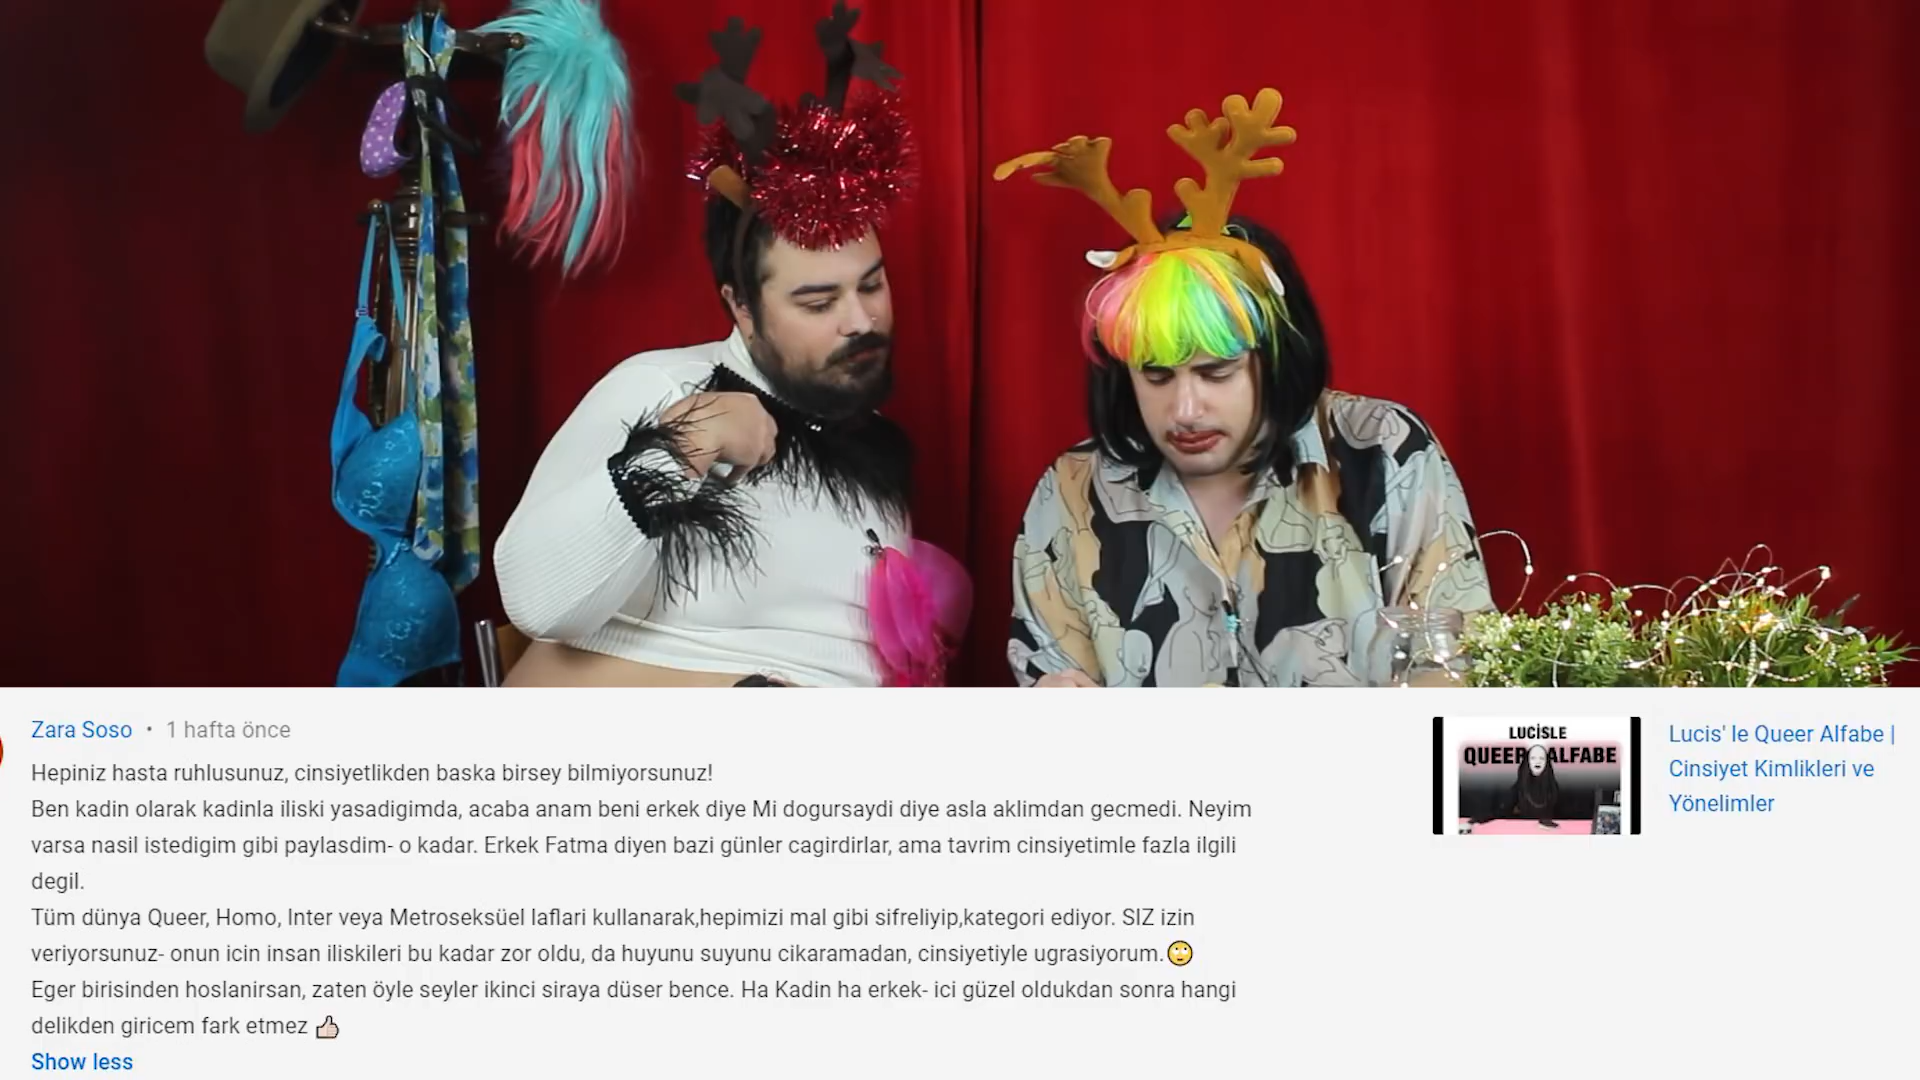 Zara Soso • 1 hafta önce
Hepiniz hasta ruhlusunuz, cinsiyetlikden baska birsey bilmiyorsunuz!
Ben kadin olarak kadinla iliski yasadigimda, acaba anam beni erkek diye Mi dogursaydi diye asla aklimdan gecmedi. Neyim
varsa nasil istedigim gibi paylasdim- o kadar. Erkek Fatma diyen bazi günler cagirdirlar, ama tavrim cinsiyetimle fazla ilgili
degil.
Tüm dünya Queer, Homo, Inter veya Metroseksüel laflari kullanarak,hepimizi mal gibi sifreliyip,kategori ediyor. SIZ izin
veriyorsunuz- onun icin insan iliskileri bu kadar zor oldu, da huyunu suyunu cikaramadan, cinsiyetiyle ugrasiyorum.🙄
Eger birisinden hoslanirsan, zaten öyle seyler ikinci siraya düser bence. Ha Kadin ha erkek- ici güzel oldukdan sonra hangi
delikden giricem fark etmez 👍🏻
Show less
LUCİSLE
QUEER ALFABE
Lucis' le Queer Alfabe |
Cinsiyet Kimlikleri ve
Yönelimler